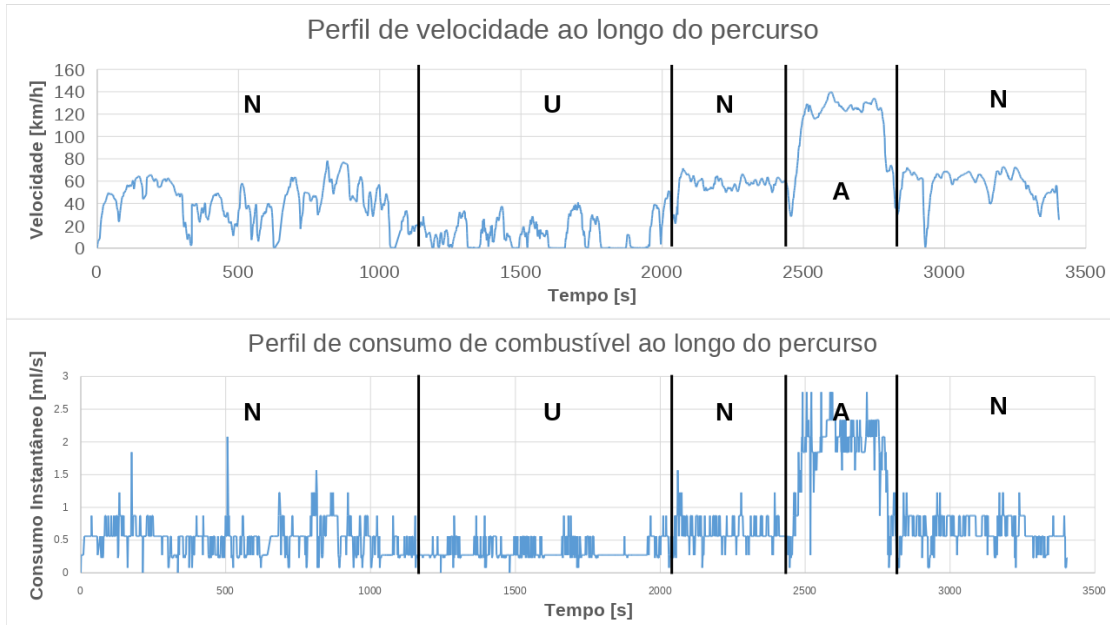 Perfil de velocidade ao longo do percurso
Velocidade [km/h]
160
140
120
100
80
60
40
20
0
N
U
N
A
N
0
500
1000
1500
2000
2500
3000
3500
Tempo [s]
Perfil de consumo de combustível ao longo do percurso
Consumo Instantâneo [ml/s]
3
2.5
2
1.5
1
0.5
0
N
U
N
A
N
0
500
1000
1500
2000
2500
3000
3500
Tempo [s]